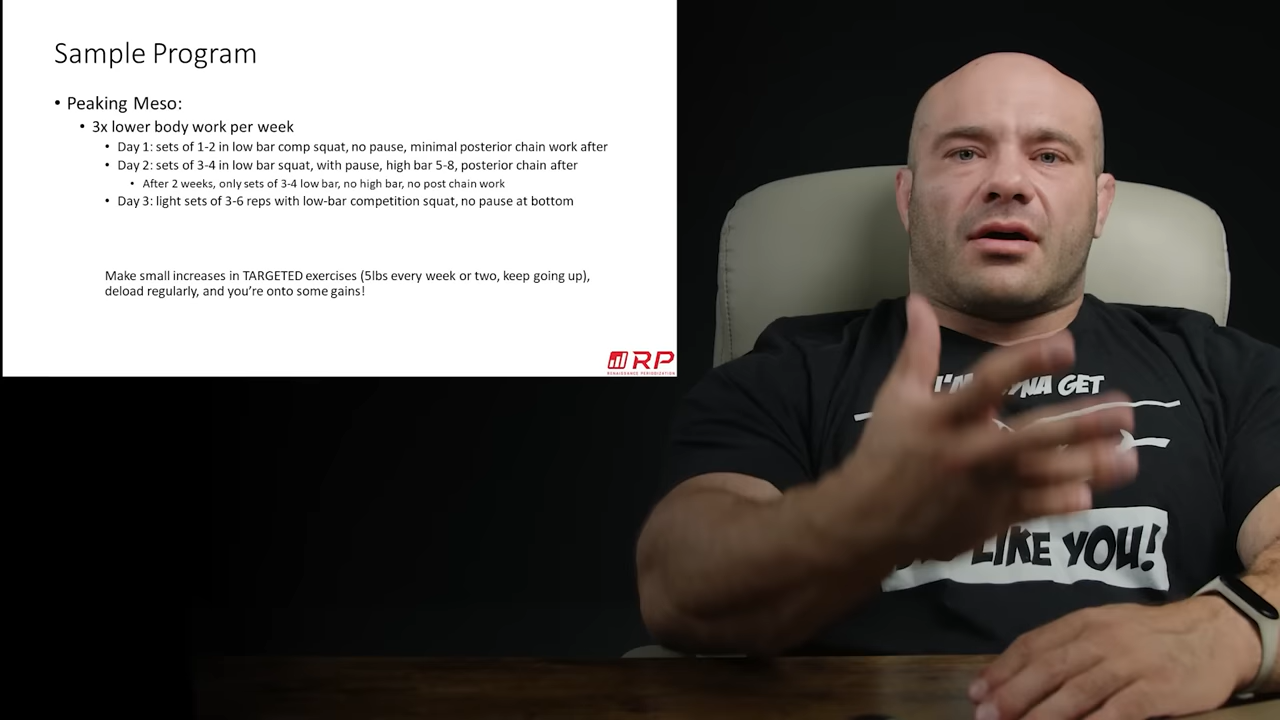 Sample Program
• Peaking Meso:
• 3x lower body work per week
• Day 1: sets of 1-2 in low bar comp squat, no pause, minimal posterior chain work after
• Day 2: sets of 3-4 in low bar squat, with pause, high bar 5-8, posterior chain after
• After 2 weeks, only sets of 3-4 low bar, no high bar, no post chain work
• Day 3: light sets of 3-6 reps with low-bar competition squat, no pause at bottom
Make small increases in TARGETED exercises (5lbs every week or two, keep going up),
deload regularly, and you're onto some gains!
RP
RENAISSANCE PERIODIZATION
GET
LIKE YOU!